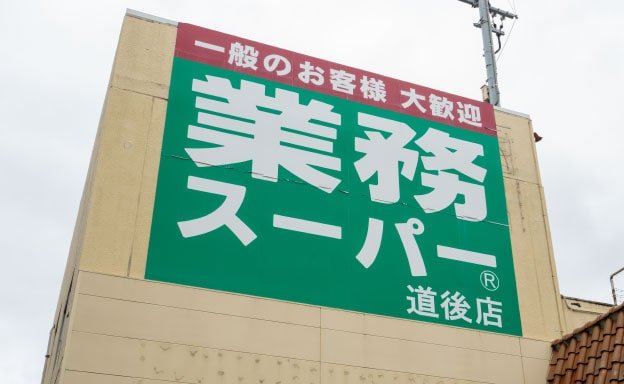 一般のお客様 大歓迎
業務
スーパー®
道後店